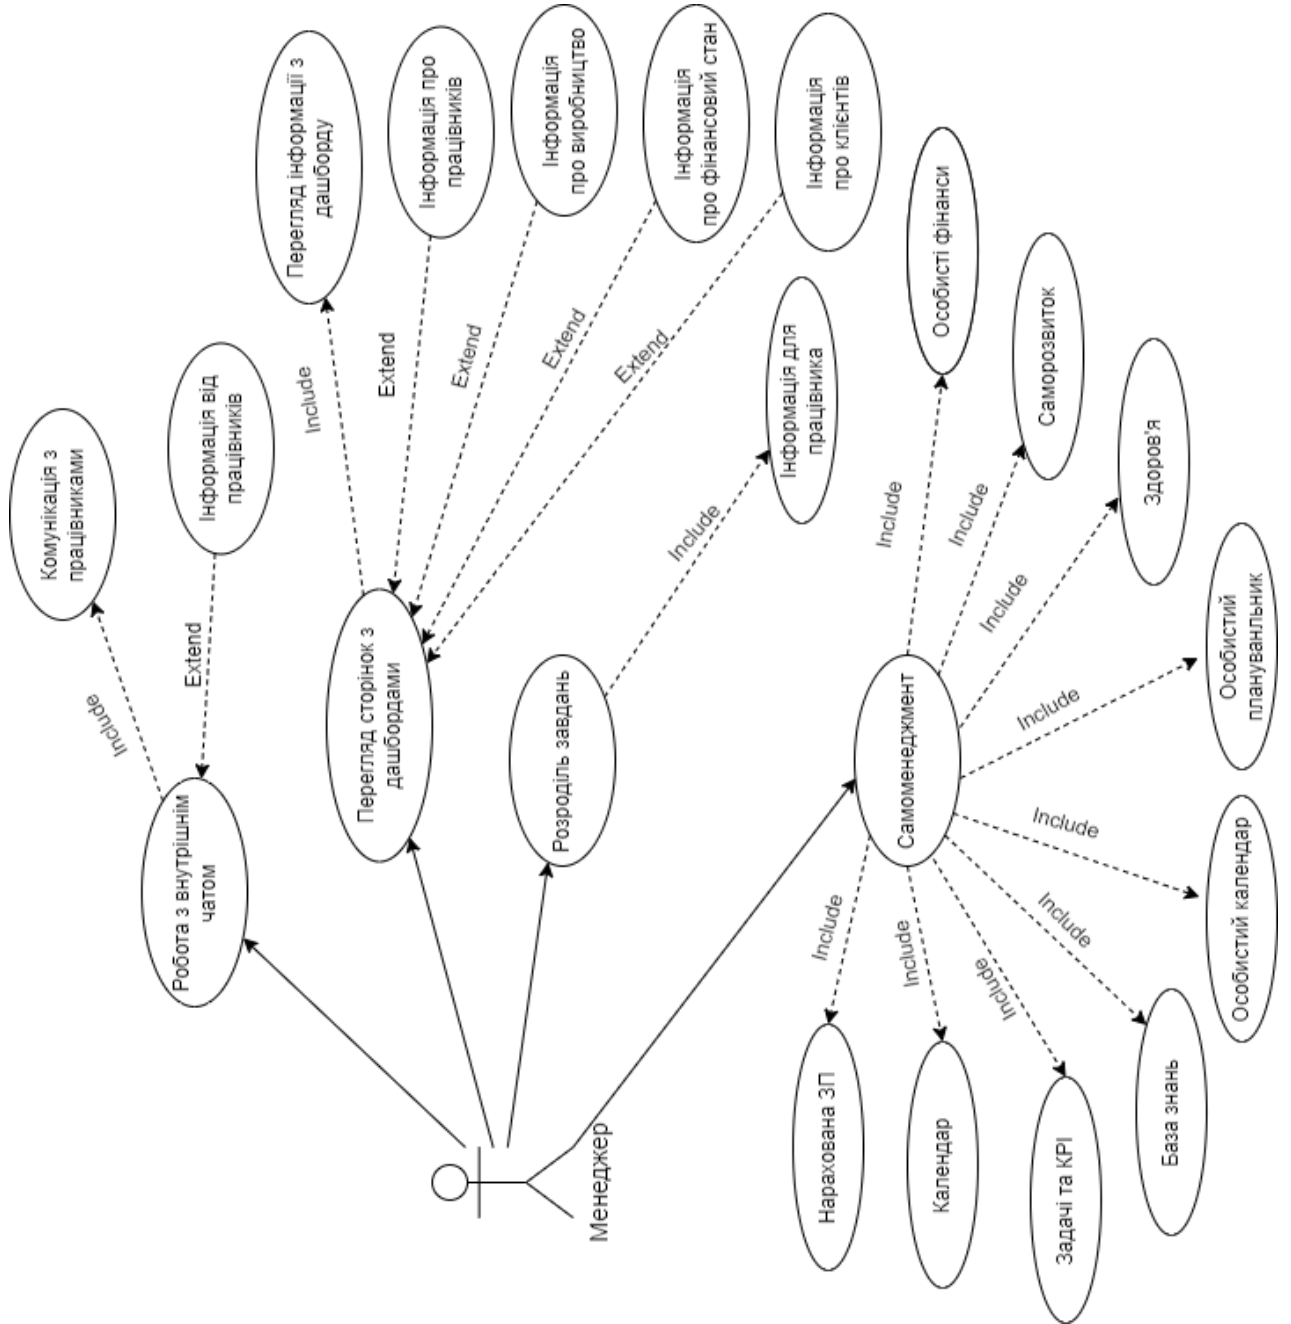 Комунікація з
працівниками
Include
Інформація від
працівників
Extend
Робота з внутрішнім
чатом
Перегляд інформації з
дашборду
Include
Інформація про
працівників
Extend
Інформація
про виробництво
Extend
Інформація
про фінансовий стан
Extend
Інформація
про клієнтів
Extend
Перегляд сторінок з
дашбордами
Розроділь завдань
Include
Інформація для
працівника
Менеджер
Самоменеджмент
Include
Особисті фінанси
Include
Саморозвиток
Include
Здоров'я
Include
Особистий
плануванльник
Include
Особистий календар
Include
База знань
Include
Задачі та KPI
Include
Календар
Include
Нарахована ЗП